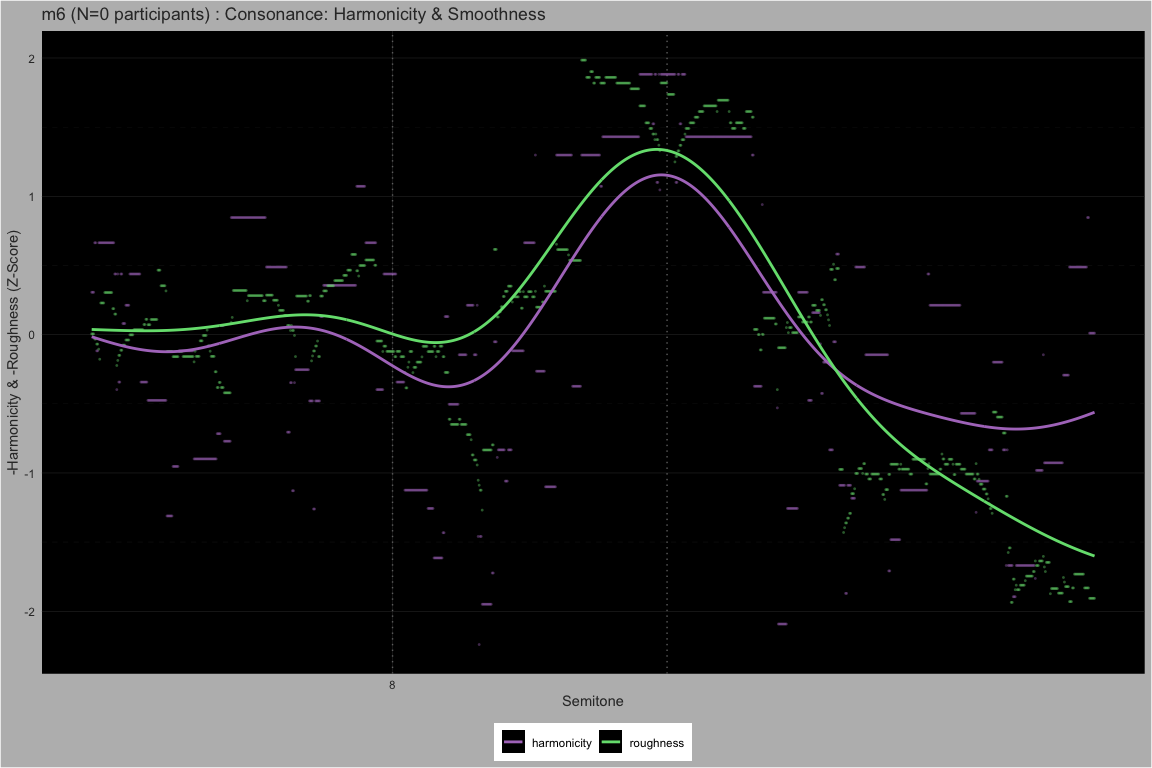 m6 (N=0 participants) : Consonance: Harmonicity & Smoothness
-Harmonicity & -Roughness (Z-Score)
2
1
0
-1
-2
8
Semitone
harmonicity
roughness